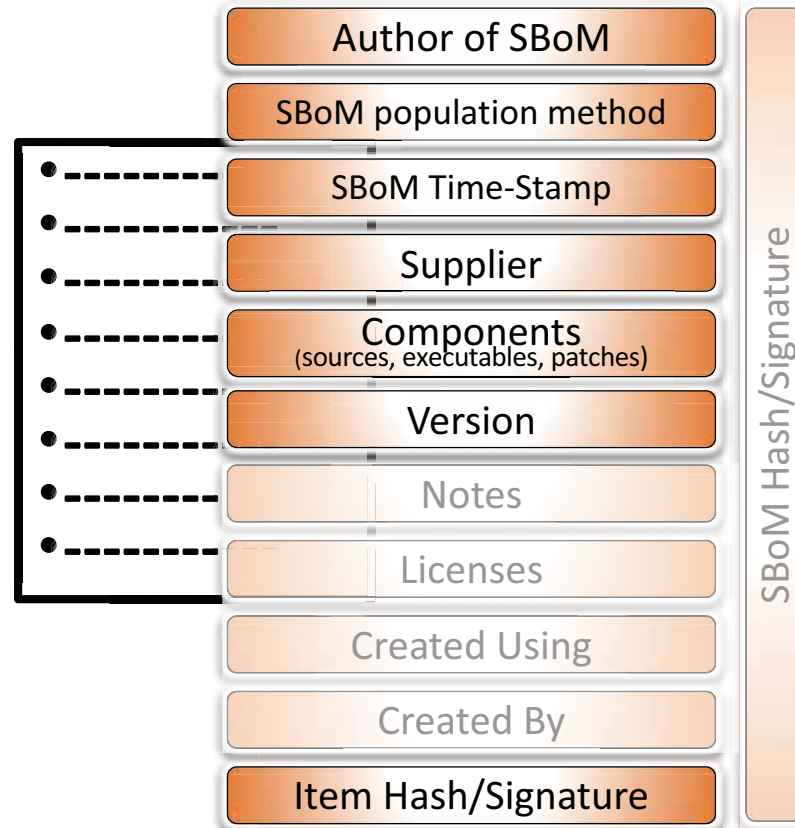 Author of SBoM
SBoM population method
SBoM Time-Stamp
Supplier
Components
(sources, executables, patches)
Version
Notes
Licenses
Created Using
Created By
Item Hash/Signature
SBoM Hash/Signature